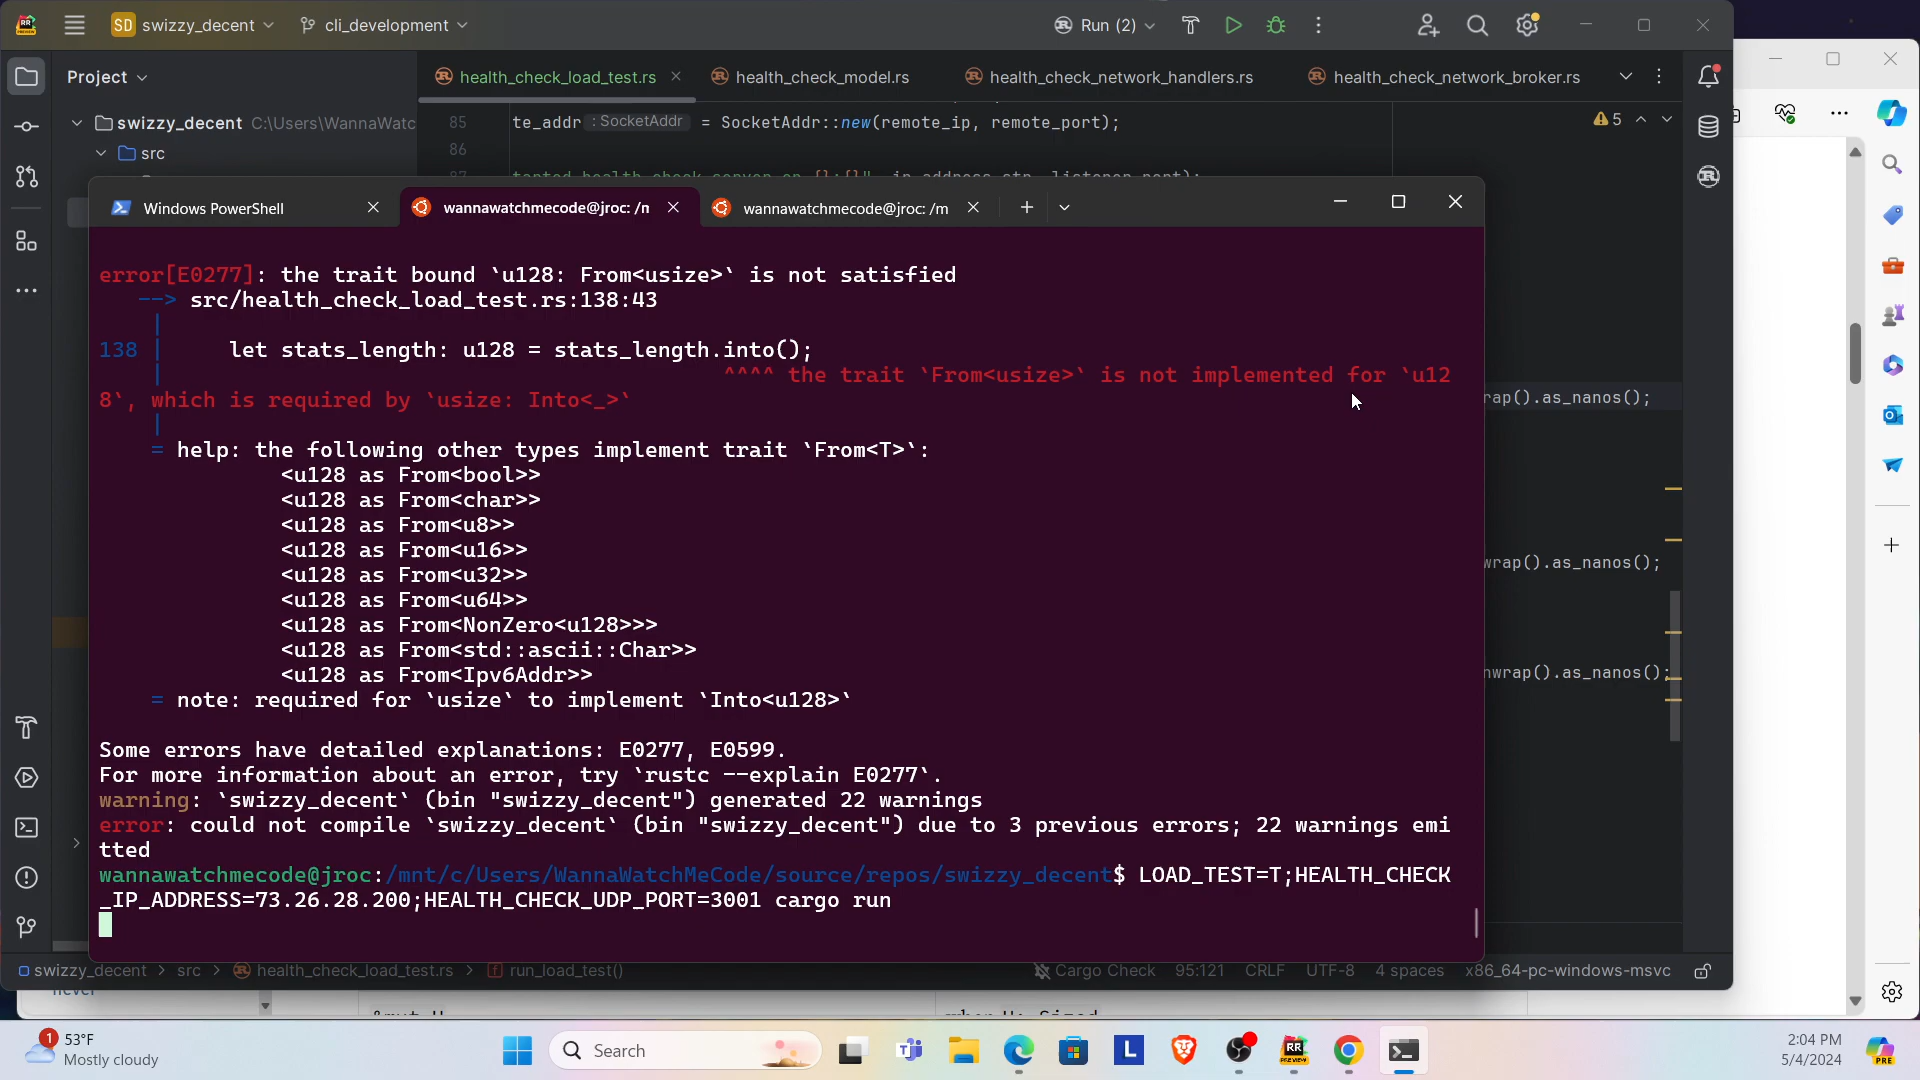 SD swizzy_decent
cli_development
Run (2)
Project
health_check_load_test.rs
health_check_model.rs
health_check_network_handlers.rs
health_check_network_broker.rs
swizzy_decent C:\Users\WannaWatc
src
85 te_addr : SocketAddr = SocketAddr::new(remote_ip, remote_port);
5
86
87
Windows PowerShell
wannawatchmecode@jroc: /n
wannawatchmecode@jroc: /m
error[E0277]: the trait bound `u128: From<usize>` is not satisfied
--> src/health_check_load_test.rs:138:43
|
138 | let stats_length: u128 = stats_length.into();
| ^^^^ the trait `From<usize>` is not implemented for `u12
8`, which is required by `usize: Into<_>`
|
= help: the following other types implement trait `From<T>`:
<u128 as From<bool>>
<u128 as From<char>>
<u128 as From<u8>>
<u128 as From<u16>>
<u128 as From<u32>>
<u128 as From<u64>>
<u128 as From<NonZero<u128>>>
<u128 as From<std::ascii::Char>>
<u128 as From<Ipv6Addr>>
= note: required for `usize` to implement `Into<u128>`
Some errors have detailed explanations: E0277, E0599.
For more information about an error, try `rustc --explain E0277`.
warning: `swizzy_decent` (bin "swizzy_decent") generated 22 warnings
error: could not compile `swizzy_decent` (bin "swizzy_decent") due to 3 previous errors; 22 warnings emi
tted
wannawatchmecode@jroc:/mnt/c/Users/WannaWatchMeCode/source/repos/swizzy_decent$ LOAD_TEST=T;HEALTH_CHECK
_IP_ADDRESS=73.26.28.200;HEALTH_CHECK_UDP_PORT=3001 cargo run
rap().as_nanos();
wrap().as_nanos();
nwrap().as_nanos();
swizzy_decent > src > health_check_load_test.rs > run_load_test()
Cargo Check 95:121 CRLF UTF-8 4 spaces x86_64-pc-windows-msvc
1
53°F
Mostly cloudy
Search
2:04 PM
5/4/2024
PRE